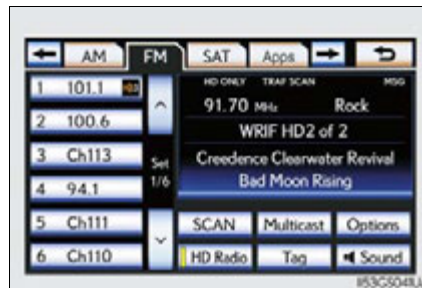 AM FM SAT Apps
1 101.1 HD)
HD ONLY TRAF SCAN MSG
91.70 MHz Rock
2 100.6
WRIF HD2 of 2
3 Ch113
Set
Creedence Clearwater Revival
4 94.1
1/6
Bad Moon Rising
5 Ch111
SCAN Multicast Options
6 Ch110
HD Radio Tag Sound